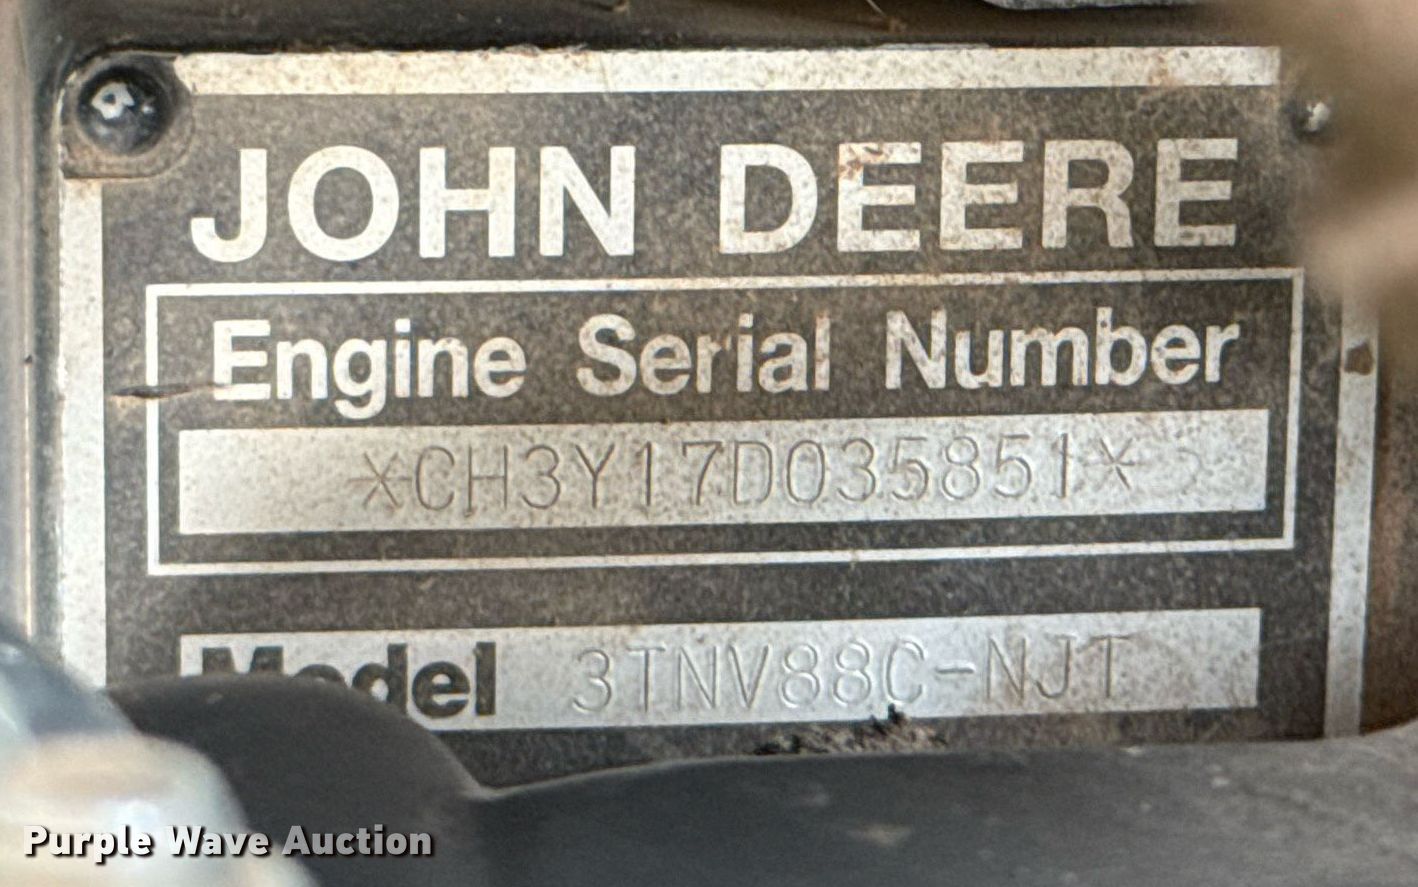 JOHN DEERE
Engine Serial Number
*CH3Y17D035851*
Model 3TNV88C-NJT
Purple Wave Auction